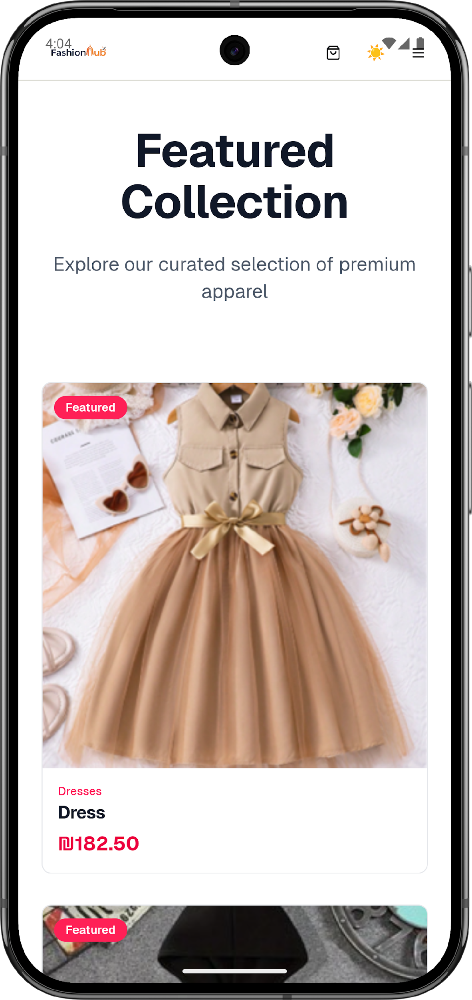 4:04
FashionHub
Featured
Collection
Explore our curated selection of premium
apparel
Featured
Dresses
Dress
₪182.50
Featured